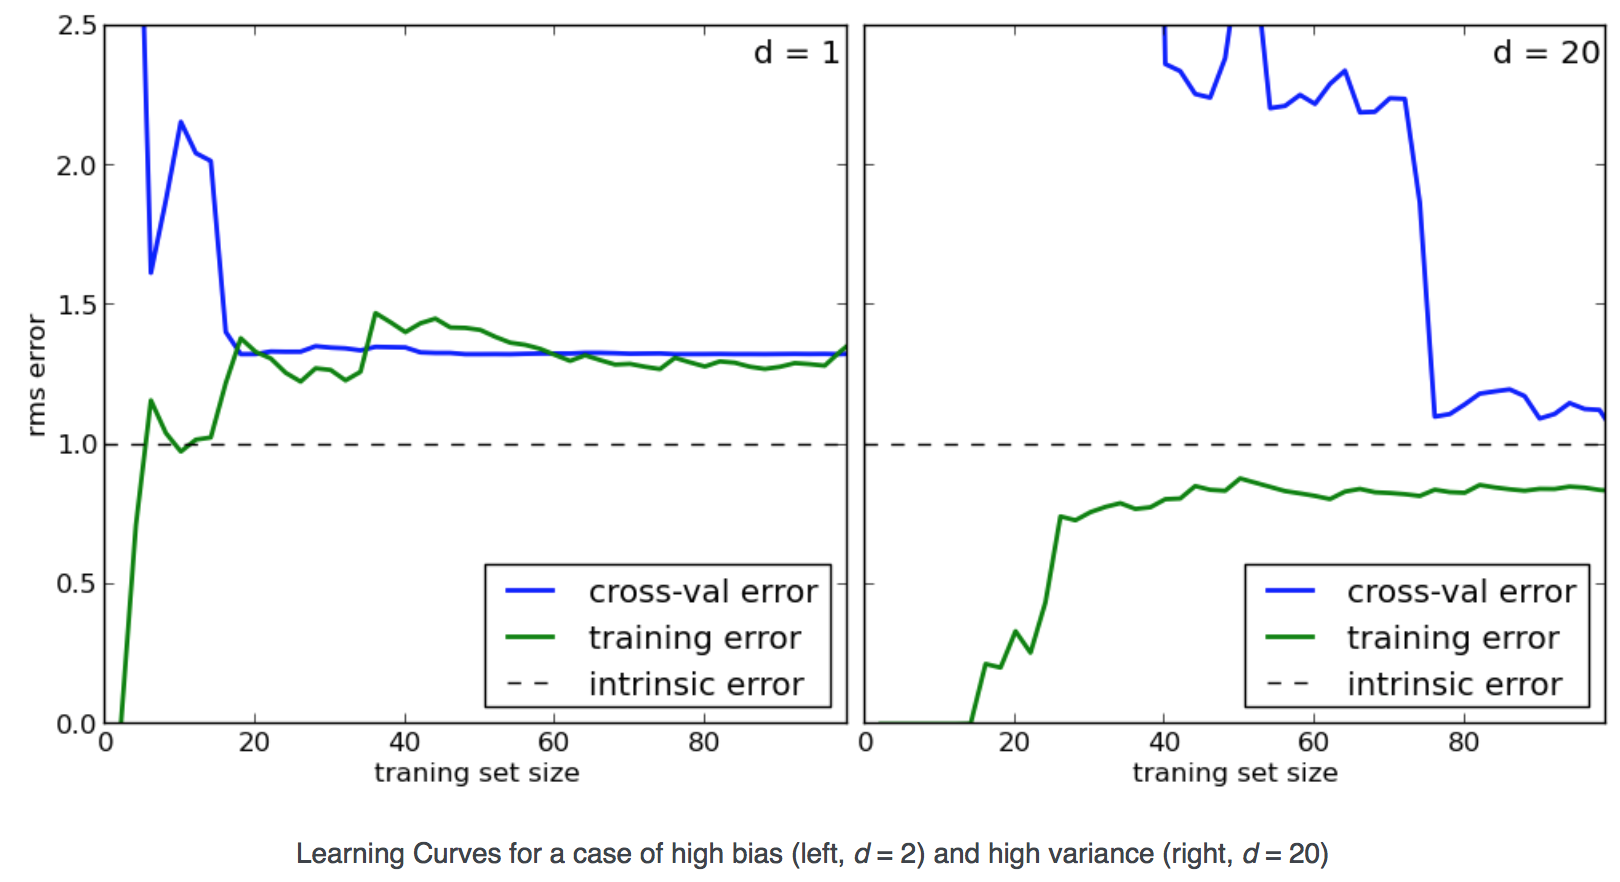 2.5
2.0
1.5
1.0
0.5
0.0
rms error
d = 1
cross-val error
training error
intrinsic error
0 20 40 60 80
traning set size
d = 20
cross-val error
training error
intrinsic error
0 20 40 60 80
traning set size
Learning Curves for a case of high bias (left, d = 2) and high variance (right, d = 20)